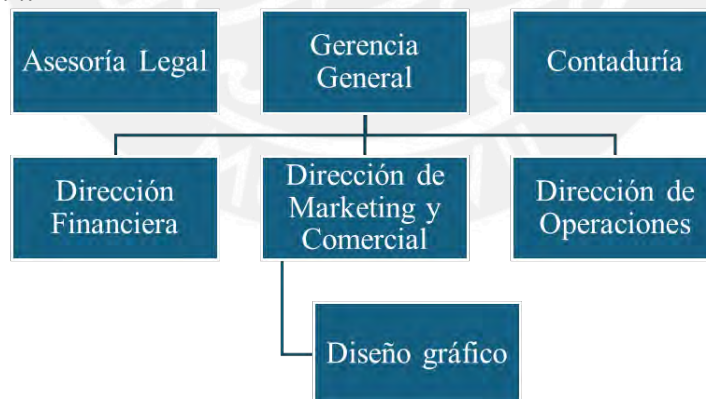 Asesoría Legal
Gerencia
General
Contaduría
Dirección
Financiera
Dirección de
Marketing y
Comercial
Dirección de
Operaciones
Diseño gráfico